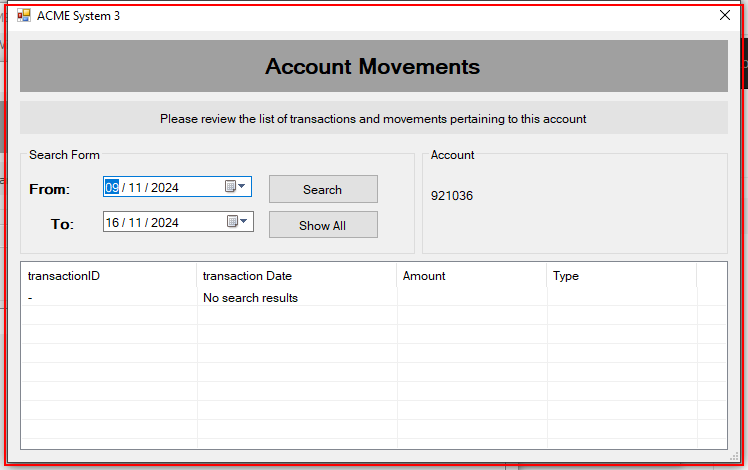 ACME System 3
Account Movements
Please review the list of transactions and movements pertaining to this account
Search Form
From: 09 / 11 / 2024 Search
To: 16 / 11 / 2024 Show All
Account
921036
transactionID transaction Date Amount Type
- No search results